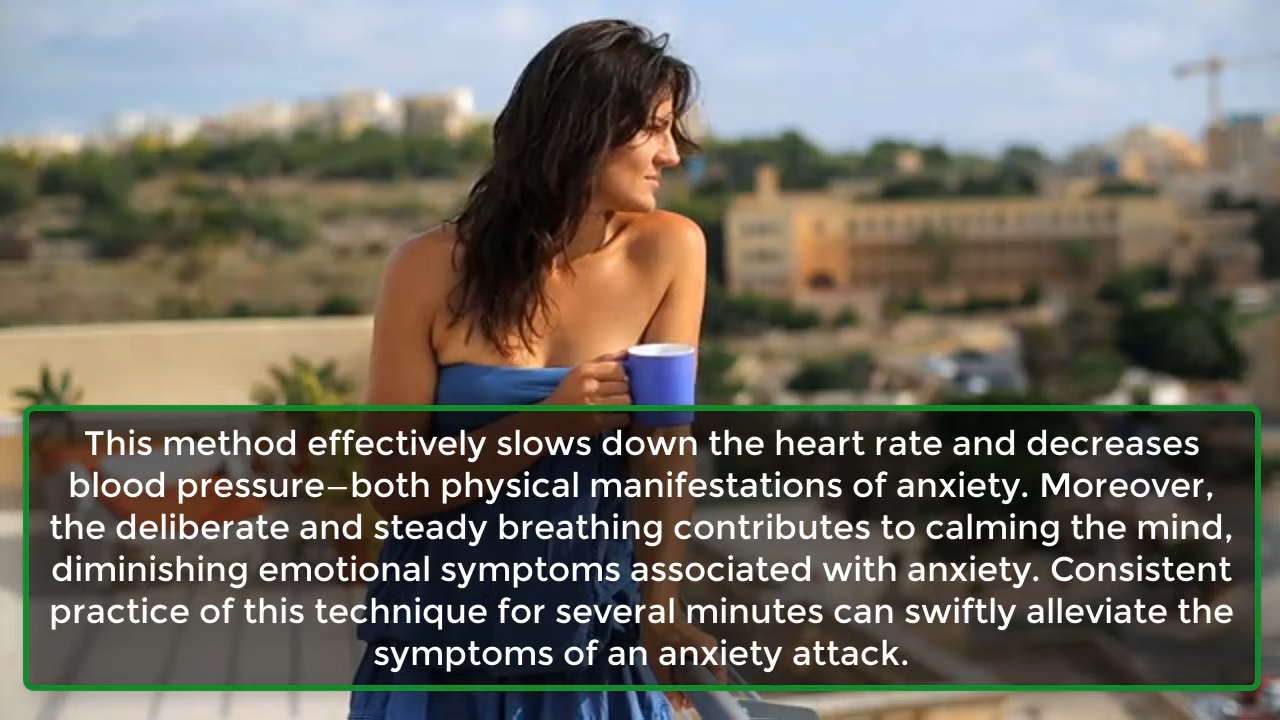 This method effectively slows down the heart rate and decreases
blood pressure—both physical manifestations of anxiety. Moreover,
the deliberate and steady breathing contributes to calming the mind,
diminishing emotional symptoms associated with anxiety. Consistent
practice of this technique for several minutes can swiftly alleviate the
symptoms of an anxiety attack.